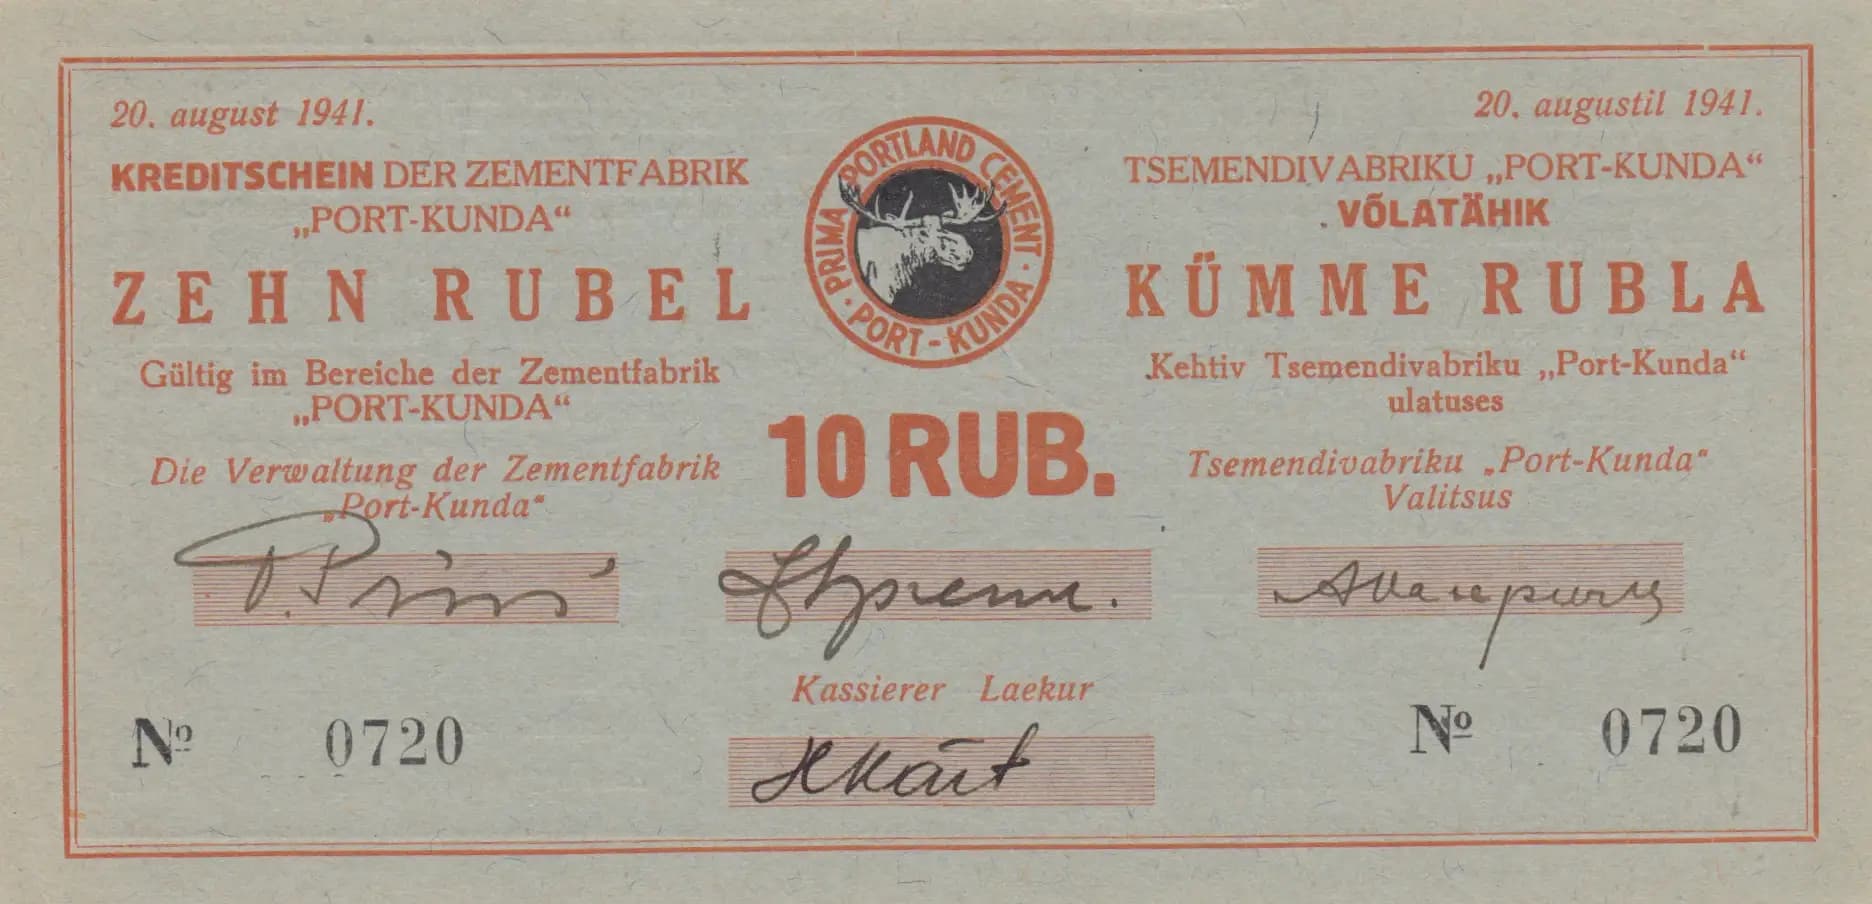 20. august 1941.
KREDITSCHEIN DER ZEMENTFABRIK
„PORT-KUNDA“
ZEHN RUBEL
Gültig im Bereiche der Zementfabrik
„PORT-KUNDA“
Die Verwaltung der Zementfabrik
„Port-Kunda“
PRIMA PORTLAND CEMENT
· PORT-KUNDA ·
10 RUB.
20. augustil 1941.
TSEMENDIVABRIKU „PORT-KUNDA“
VÕLATÄHIK
KÜMME RUBLA
Kehtiv Tsemendivabriku „Port-Kunda“
ulatuses
Tsemendivabriku „Port-Kunda“
Valitsus
Kassierer Laekur
№ 0720
№ 0720